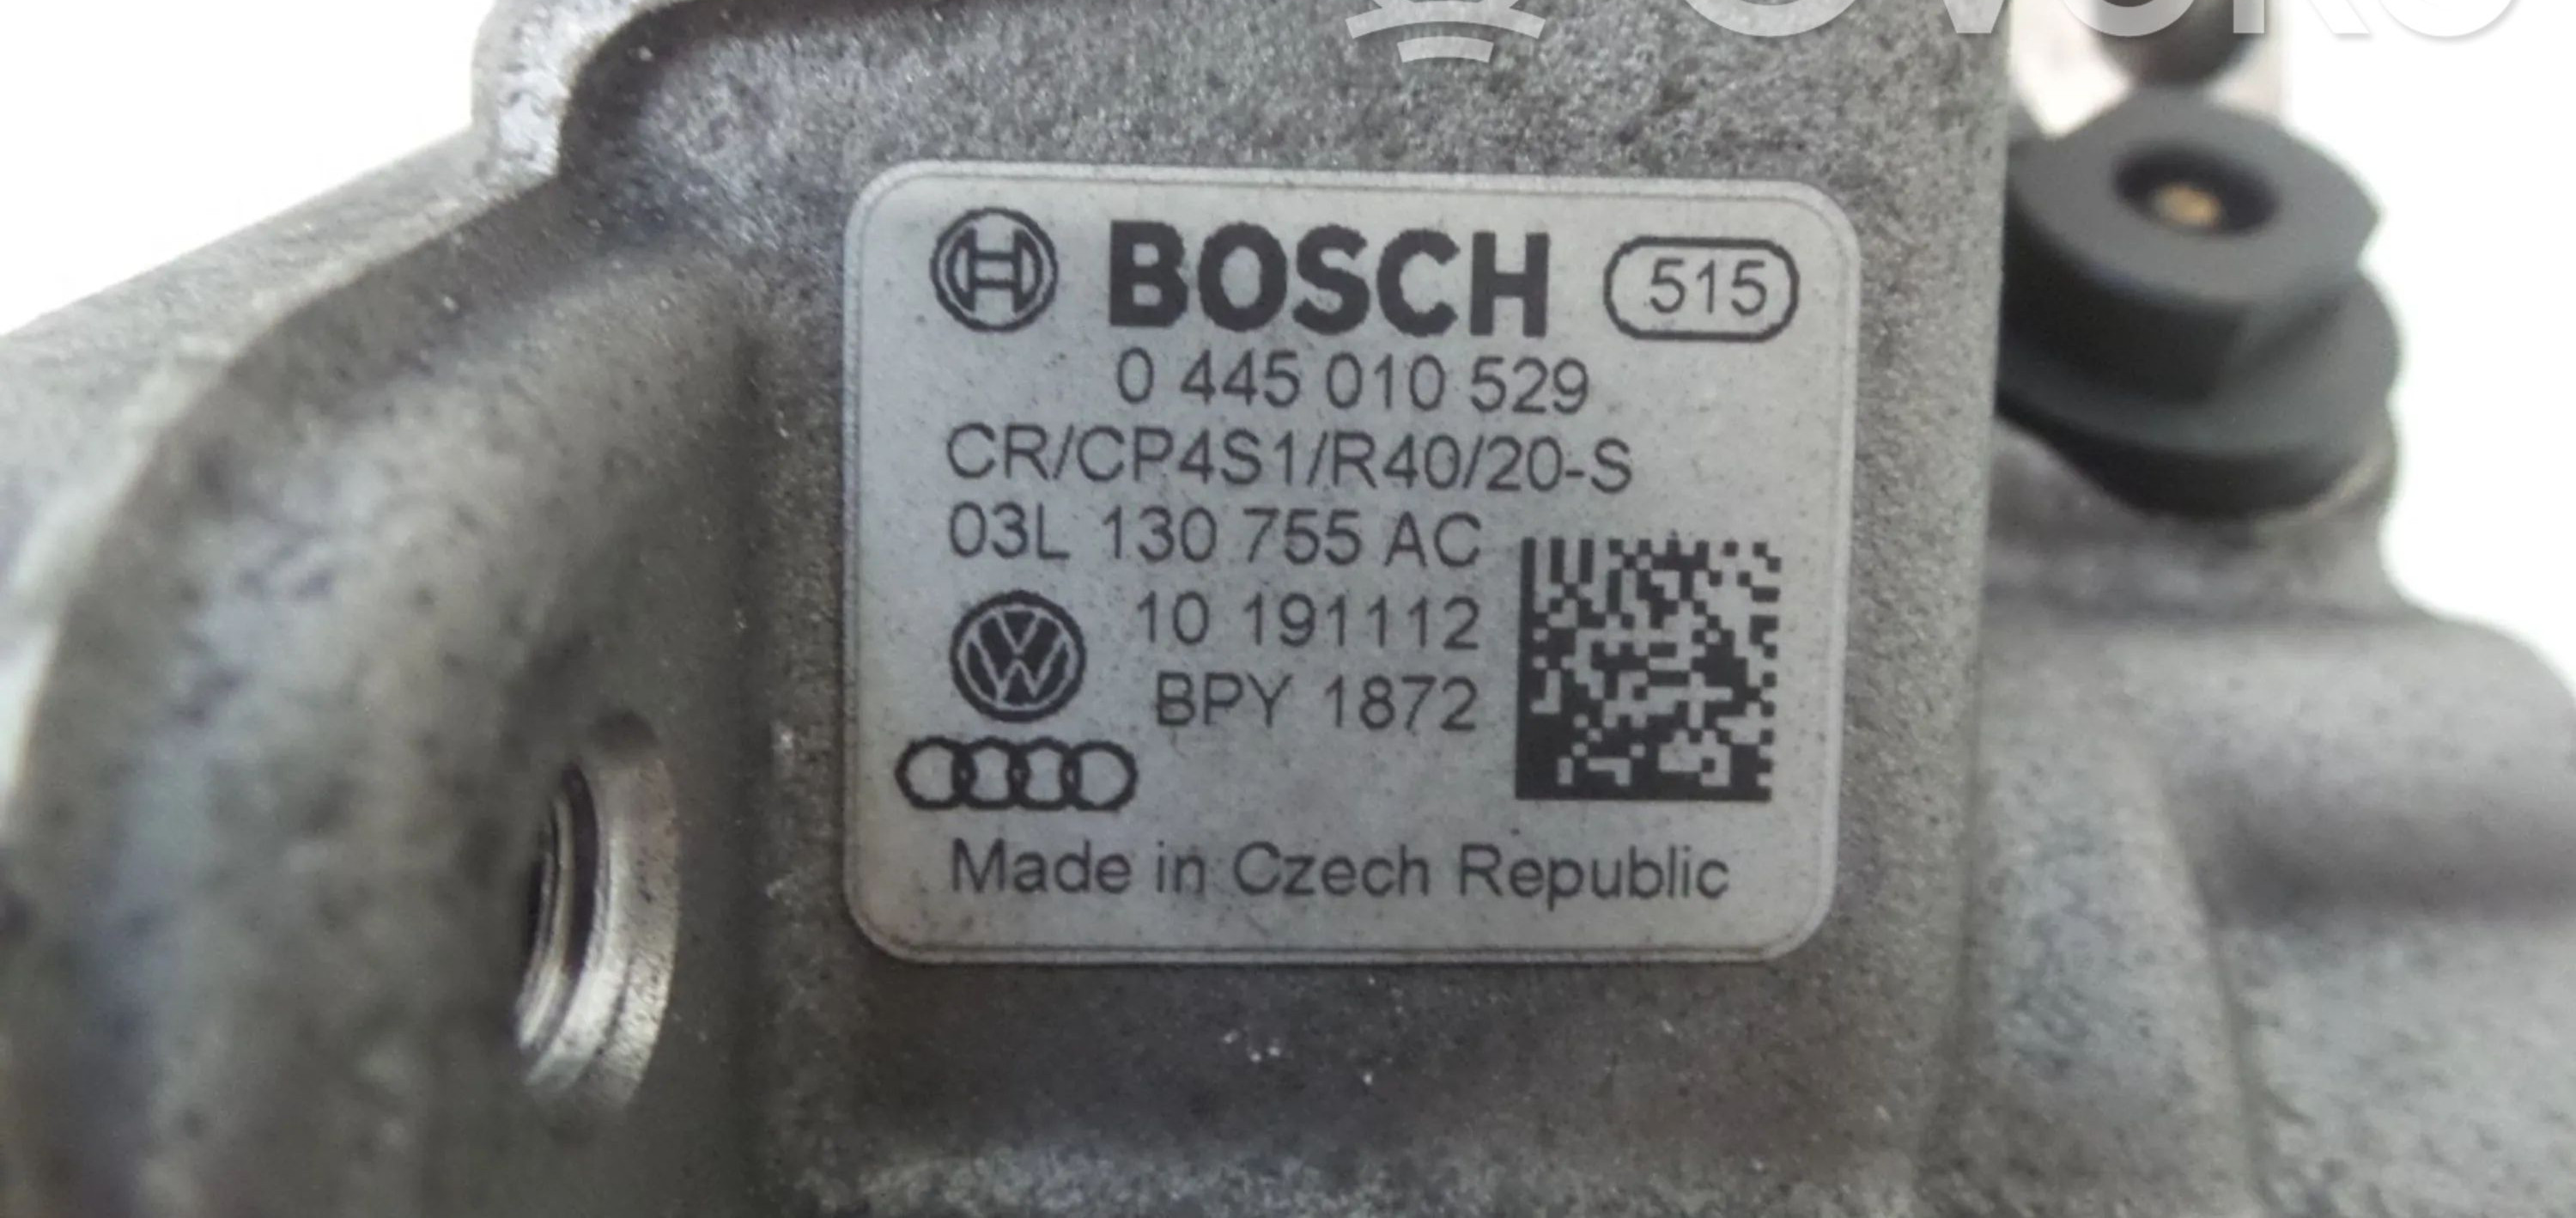 BOSCH 515
0 445 010 529
CR/CP4S1/R40/20-S
03L 130 755 AC
10 191112
BPY 1872
Made in Czech Republic